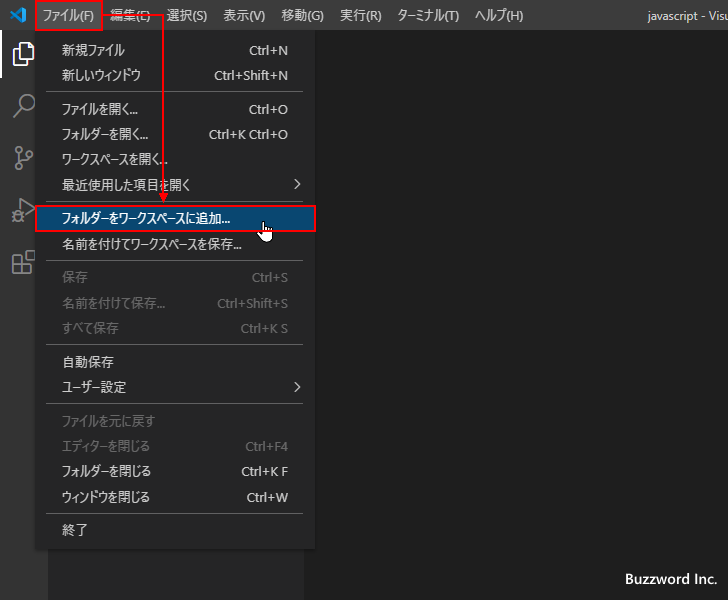 ファイル(F) 編集(E) 選択(S) 表示(V) 移動(G) 実行(R) ターミナル(T) ヘルプ(H) javascript - Visu
新規ファイル Ctrl+N
新しいウィンドウ Ctrl+Shift+N
ファイルを開く... Ctrl+O
フォルダーを開く... Ctrl+K Ctrl+O
ワークスペースを開く...
最近使用した項目を開く
フォルダーをワークスペースに追加...
名前を付けてワークスペースを保存...
保存 Ctrl+S
名前を付けて保存... Ctrl+Shift+S
すべて保存 Ctrl+K S
自動保存
ユーザー設定
ファイルを元に戻す
エディターを閉じる Ctrl+F4
フォルダーを閉じる Ctrl+K F
ウィンドウを閉じる Ctrl+W
終了
Buzzword Inc.